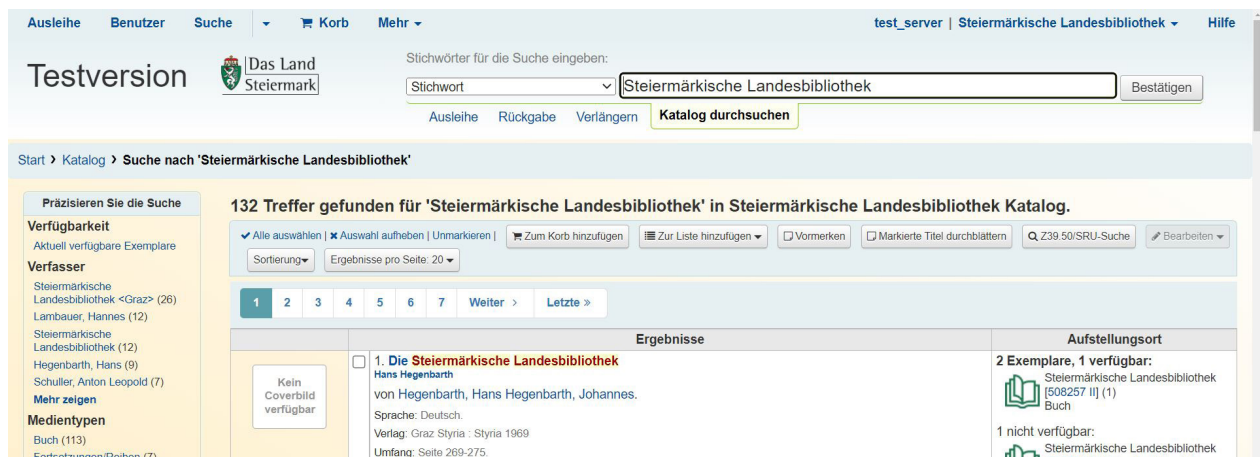 Ausleihe Benutzer Suche Korb Mehr test_server | Steiermärkische Landesbibliothek Hilfe
Testversion
Das Land
Steiermark
Stichwörter für die Suche eingeben:
Stichwort Steiermärkische Landesbibliothek Bestätigen
Ausleihe Rückgabe Verlängern Katalog durchsuchen
Start › Katalog › Suche nach 'Steiermärkische Landesbibliothek'
Präzisieren Sie die Suche
Verfügbarkeit
Aktuell verfügbare Exemplare
Verfasser
Steiermärkische
Landesbibliothek <Graz> (26)
Lambauer, Hannes (12)
Steiermärkische
Landesbibliothek (12)
Hegenbarth, Hans (9)
Schuller, Anton Leopold (7)
Mehr zeigen
Medientypen
Buch (113)
Fortsetzungen/Reihen (7)
132 Treffer gefunden für 'Steiermärkische Landesbibliothek' in Steiermärkische Landesbibliothek Katalog.
Alle auswählen | Auswahl aufheben | Unmarkieren | Zum Korb hinzufügen Zur Liste hinzufügen Vormerken Markierte Titel durchblättern Z39.50/SRU-Suche Bearbeiten
Sortierung Ergebnisse pro Seite: 20
1 2 3 4 5 6 7 Weiter › Letzte »
Ergebnisse Aufstellungsort
Kein
Coverbild
verfügbar
1. Die Steiermärkische Landesbibliothek
Hans Hegenbarth
von Hegenbarth, Hans Hegenbarth, Johannes.
Sprache: Deutsch.
Verlag: Graz Styria : Styria 1969
Umfang: Seite 269-275.
2 Exemplare, 1 verfügbar:
Steiermärkische Landesbibliothek
[508257 II] (1)
Buch
1 nicht verfügbar:
Steiermärkische Landesbibliothek